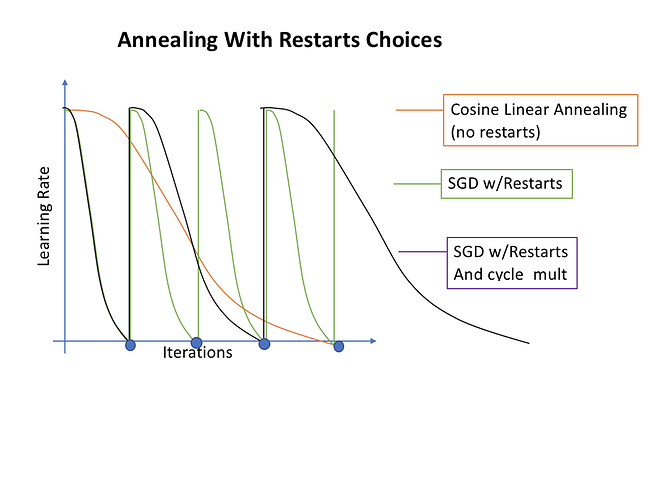 Annealing With Restarts Choices
Cosine Linear Annealing
(no restarts)
SGD w/Restarts
SGD w/Restarts
And cycle mult
Learning Rate
Iterations